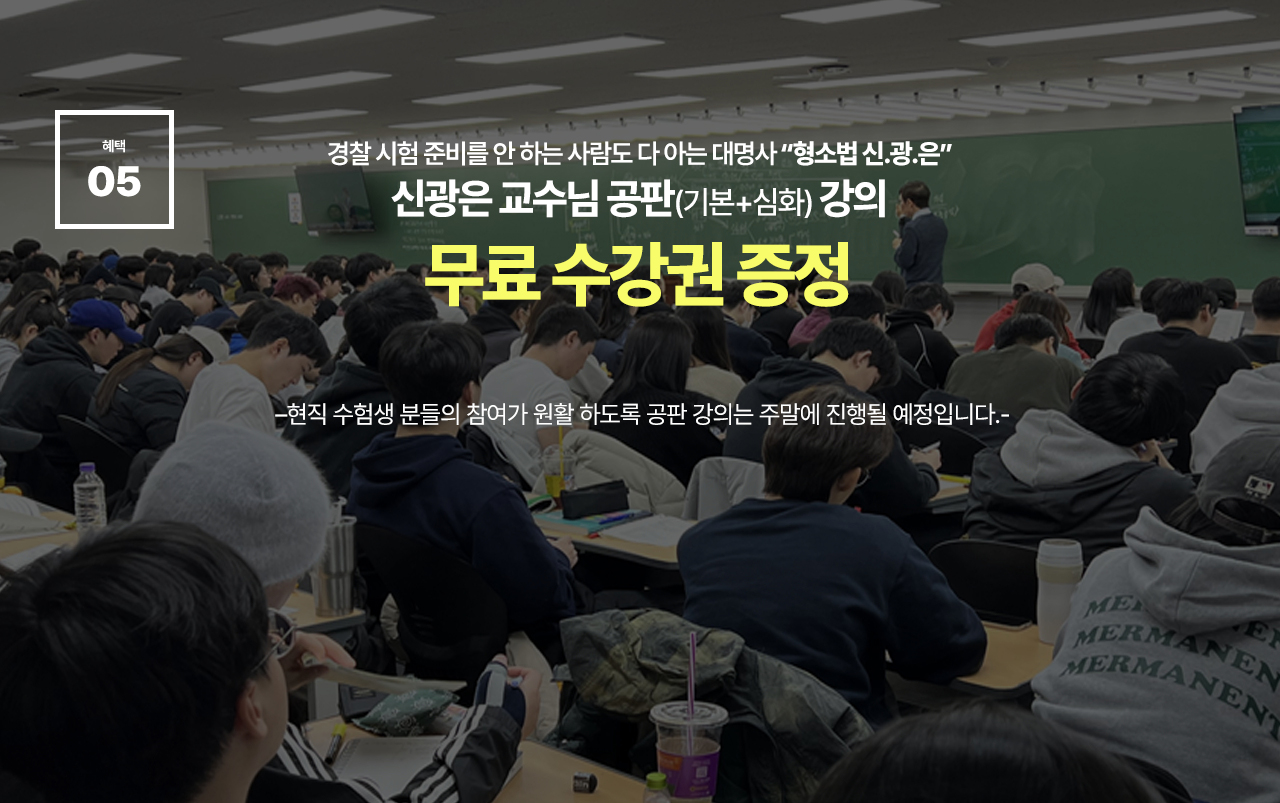 혜택
05
경찰 시험 준비를 안 하는 사람도 다 아는 대명사 “형소법 신.광.은”
신광은 교수님 공판(기본+심화) 강의
무료 수강권 증정
–현직 수험생 분들의 참여가 원활 하도록 공판 강의는 주말에 진행될 예정입니다.-
MERMANENT
MERMANENT